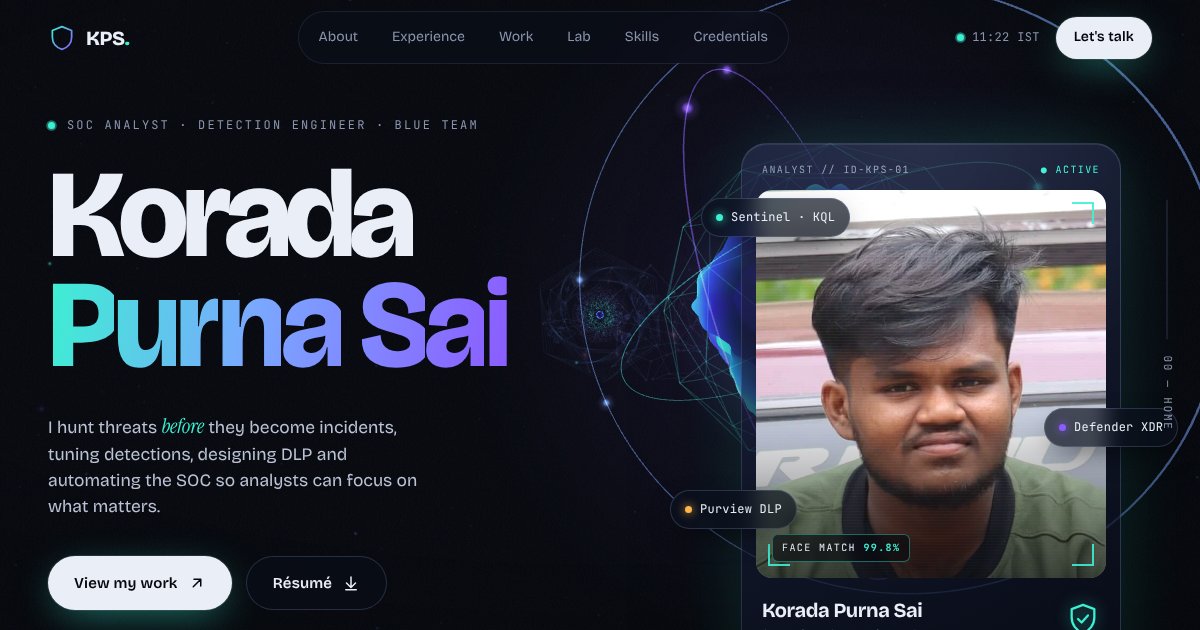 KPS.
About
Experience
Work
Lab
Skills
Credentials
11:22 IST
Let's talk
SOC ANALYST · DETECTION ENGINEER · BLUE TEAM
Korada
Purna Sai
I hunt threats before they become incidents,
tuning detections, designing DLP and
automating the SOC so analysts can focus on
what matters.
View my work
Résumé
ANALYST // ID-KPS-01
ACTIVE
Sentinel · KQL
Defender XDR
Purview DLP
FACE MATCH 99.8%
Korada Purna Sai
00 — HOME